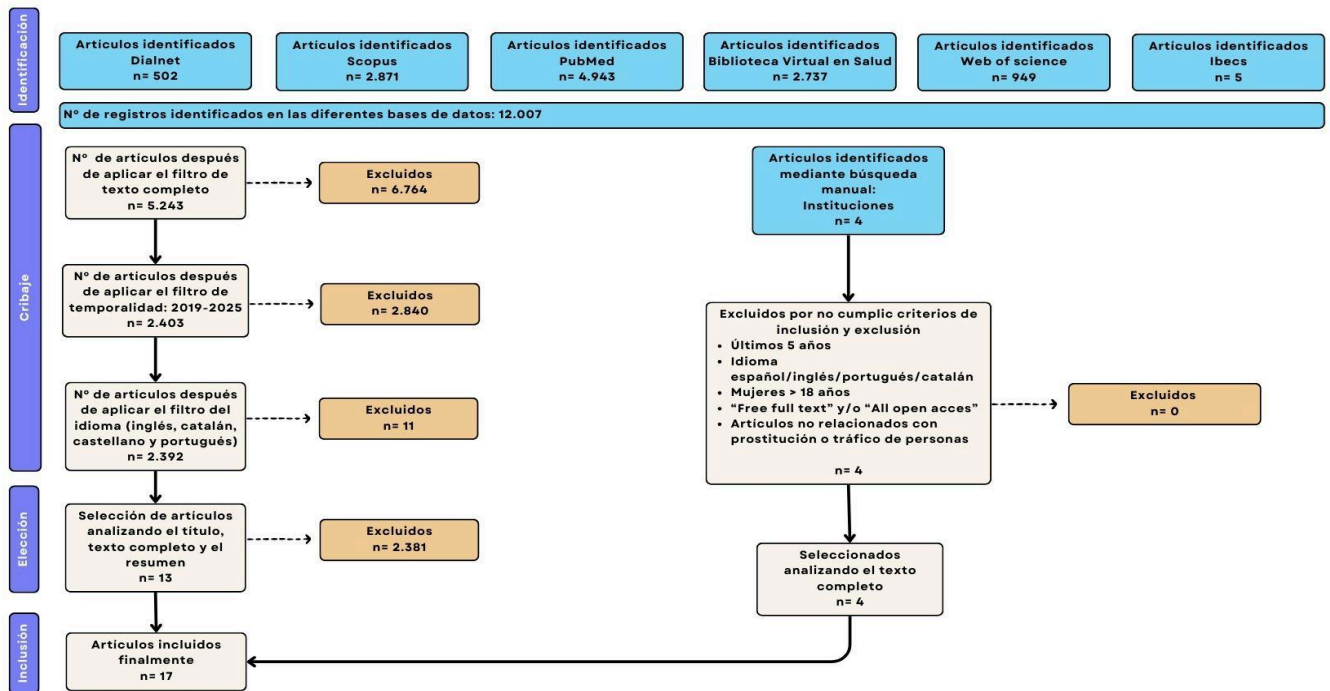 Identificación
Artículos identificados
Dialnet
n= 502
Artículos identificados
Scopus
n= 2.871
Artículos identificados
PubMed
n= 4.943
Artículos identificados
Biblioteca Virtual en Salud
n= 2.737
Artículos identificados
Web of science
n= 949
Artículos identificados
Ibecs
n= 5
Nº de registros identificados en las diferentes bases de datos: 12.007
Cribaje
Nº de artículos después
de aplicar el filtro de
texto completo
n= 5.243
Excluidos
n= 6.764
Nº de artículos después
de aplicar el filtro de
temporalidad: 2019-2025
n= 2.403
Excluidos
n= 2.840
Nº de artículos después
de aplicar el filtro del
idioma (inglés, catalán,
castellano y portugués)
n= 2.392
Excluidos
n= 11
Artículos identificados
mediante búsqueda
manual:
Instituciones
n= 4
Excluidos por no cumplic criterios de
inclusión y exclusión
• Últimos 5 años
• Idioma
español/inglés/portugués/catalán
• Mujeres > 18 años
• “Free full text” y/o “All open acces”
• Artículos no relacionados con
prostitución o tráfico de personas
n= 4
Excluidos
n= 0
Elección
Selección de artículos
analizando el título,
texto completo y el
resumen
n= 13
Excluidos
n= 2.381
Seleccionados
analizando el texto
completo
n= 4
Inclusión
Artículos incluidos
finalmente
n= 17